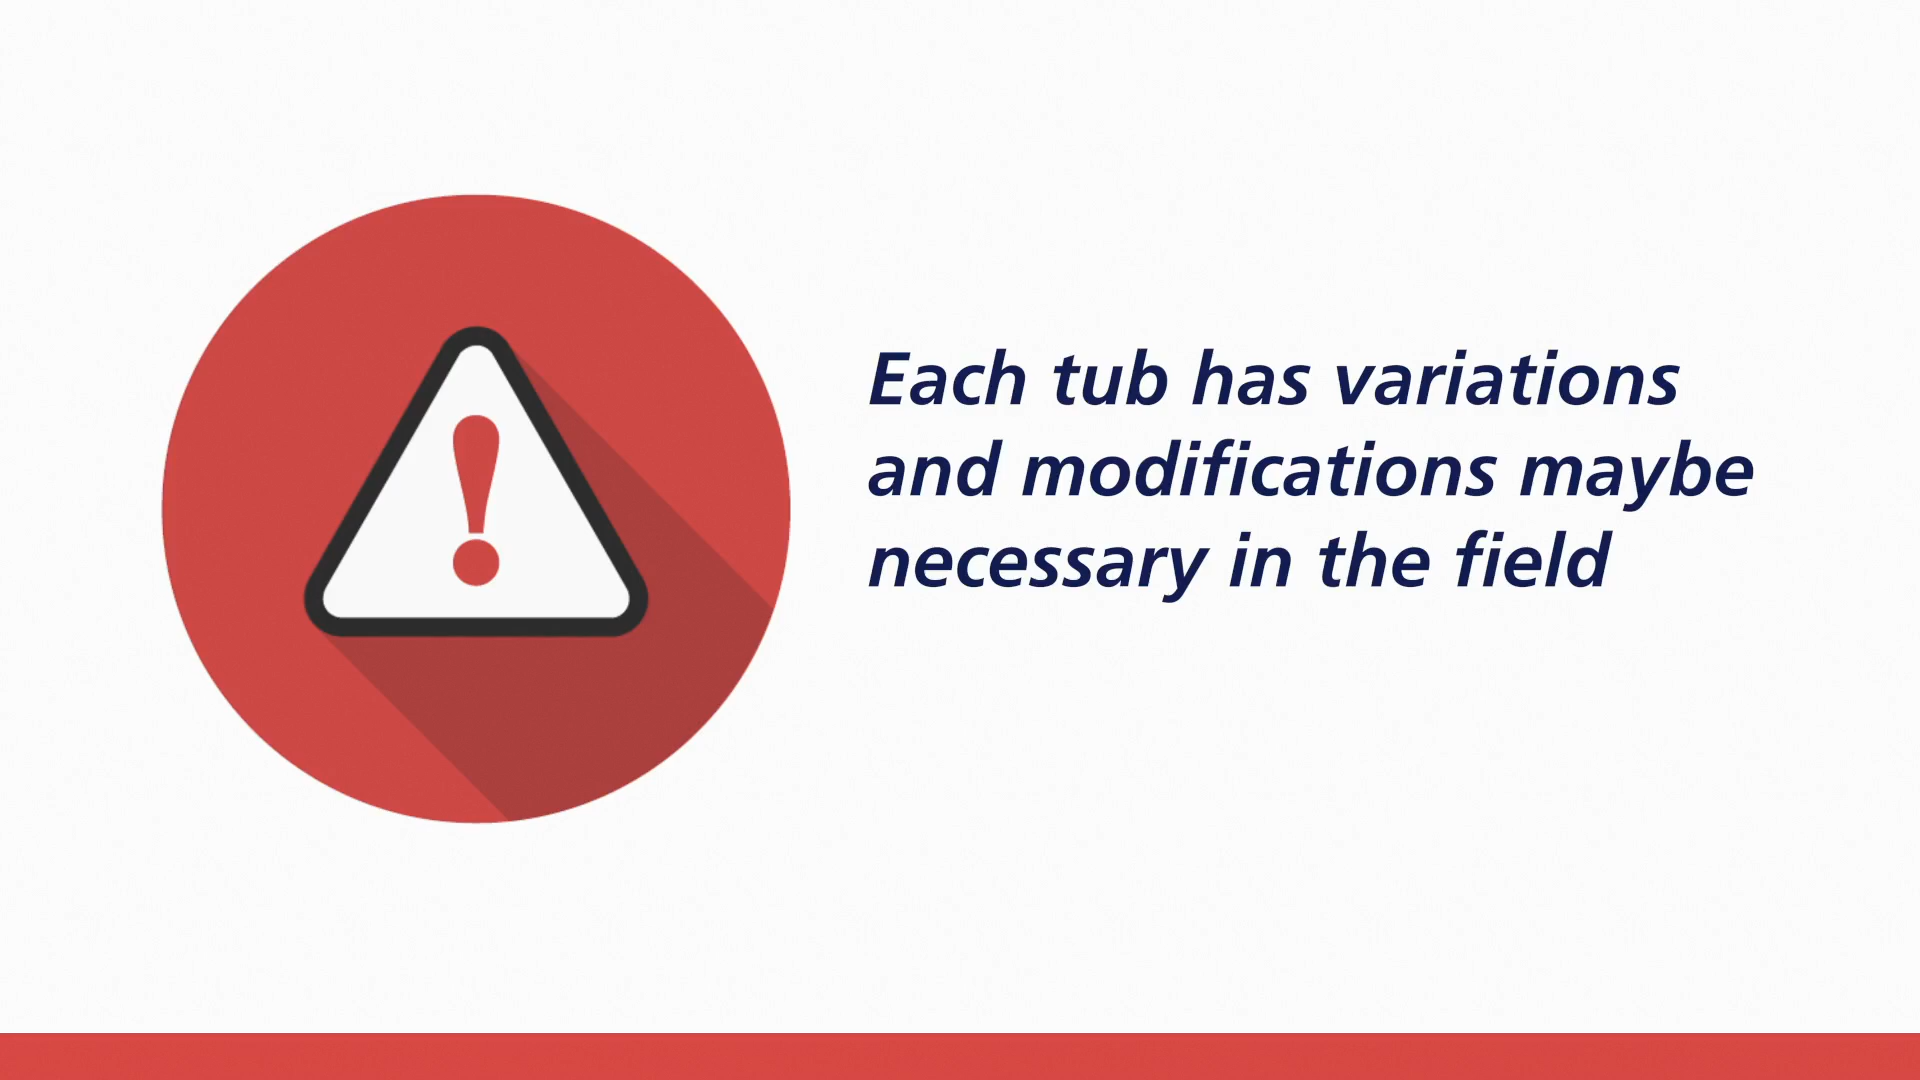 Each tub has variations
and modifications maybe
necessary in the field